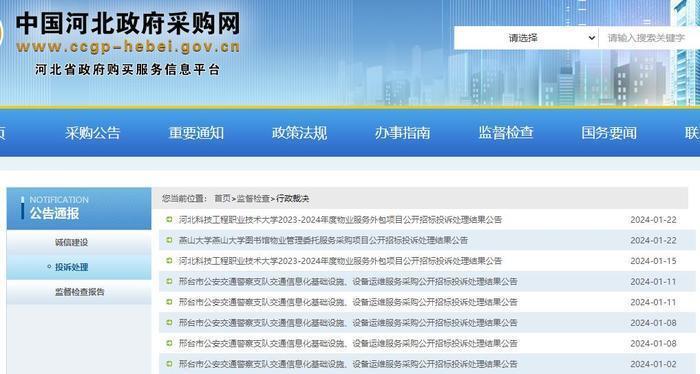 中国河北政府采购网
www.ccgp-hebei.gov.cn
河北省政府购买服务信息平台
请选择
请输入搜索关键字
页 采购公告 重要通知 政策法规 办事指南 监督检查 国务要闻 联
NOTIFICATION
公告通报
诚信建设
投诉处理
监督检查报告
您当前位置: 首页>监督检查>行政裁决
河北科技工程职业技术大学2023-2024年度物业服务外包项目公开招标投诉处理结果公告 2024-01-22
燕山大学燕山大学图书馆物业管理委托服务采购项目公开招标投诉处理结果公告 2024-01-22
河北科技工程职业技术大学2023-2024年度物业服务外包项目公开招标投诉处理结果公告 2024-01-15
邢台市公安交通警察支队交通信息化基础设施、设备运维服务采购公开招标投诉处理结果公告 2024-01-11
邢台市公安交通警察支队交通信息化基础设施、设备运维服务采购公开招标投诉处理结果公告 2024-01-11
邢台市公安交通警察支队交通信息化基础设施、设备运维服务采购公开招标投诉处理结果公告 2024-01-08
邢台市公安交通警察支队交通信息化基础设施、设备运维服务采购公开招标投诉处理结果公告 2024-01-08
邢台市公安交通警察支队交通信息化基础设施、设备运维服务采购公开招标投诉处理结果公告 2024-01-02